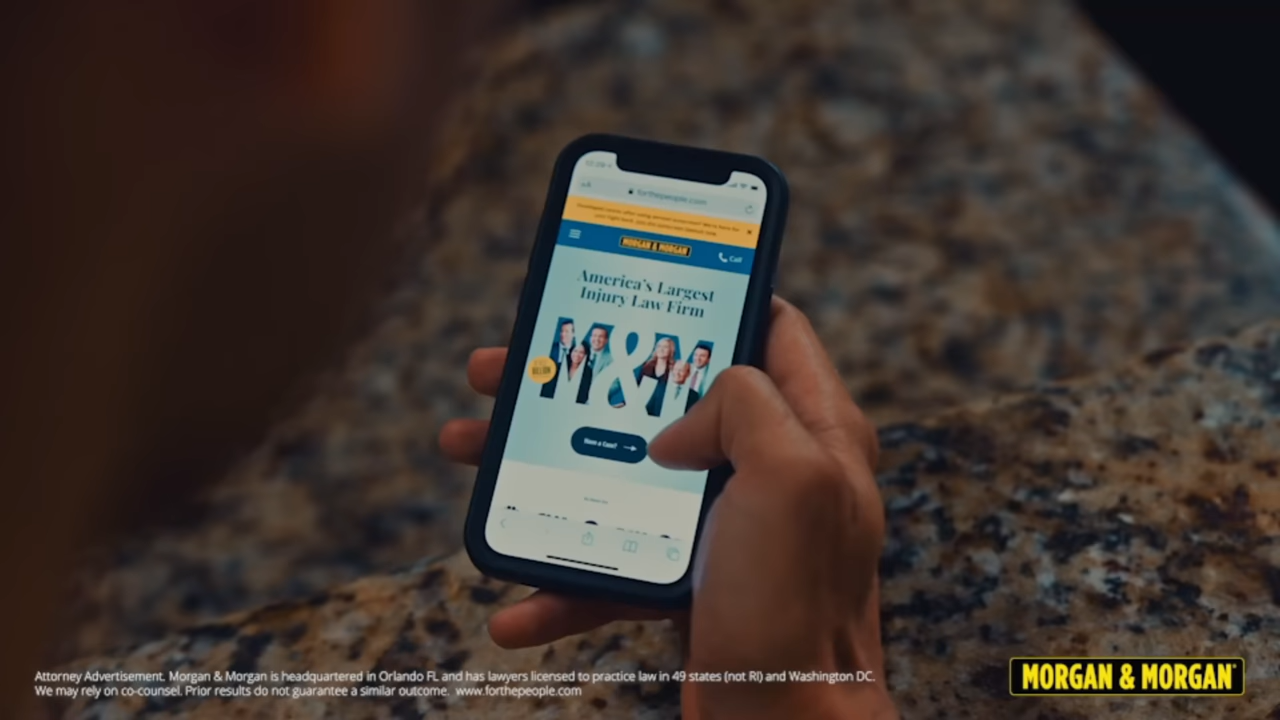 forthepeople.com
MORGAN & MORGAN
Call
America's Largest
Injury Law Firm
M&M
BILLION
Have a Case?
Attorney Advertisement. Morgan & Morgan is headquartered in Orlando FL and has lawyers licensed to practice law in 49 states (not RI) and Washington DC.
We may rely on co-counsel. Prior results do not guarantee a similar outcome. www.forthepeople.com
MORGAN & MORGAN